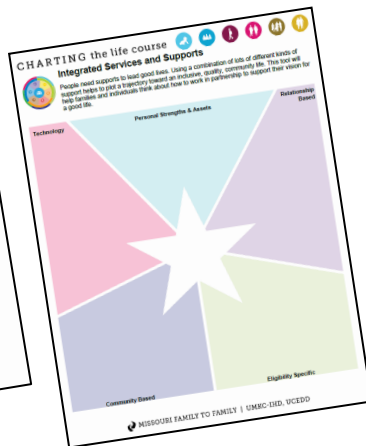 CHARTING the life course
Integrated Services and Supports
People need supports to lead good lives. Using a combination of lots of different kinds of
support helps to plot a trajectory toward an inclusive, quality, community life. This tool will
help families and individuals think about how to work in partnership to support their vision for
a good life.
Technology
Personal Strengths & Assets
Relationship
Based
Community Based
Eligibility Specific
MISSOURI FAMILY TO FAMILY | UMKC-IHD, UCEDD